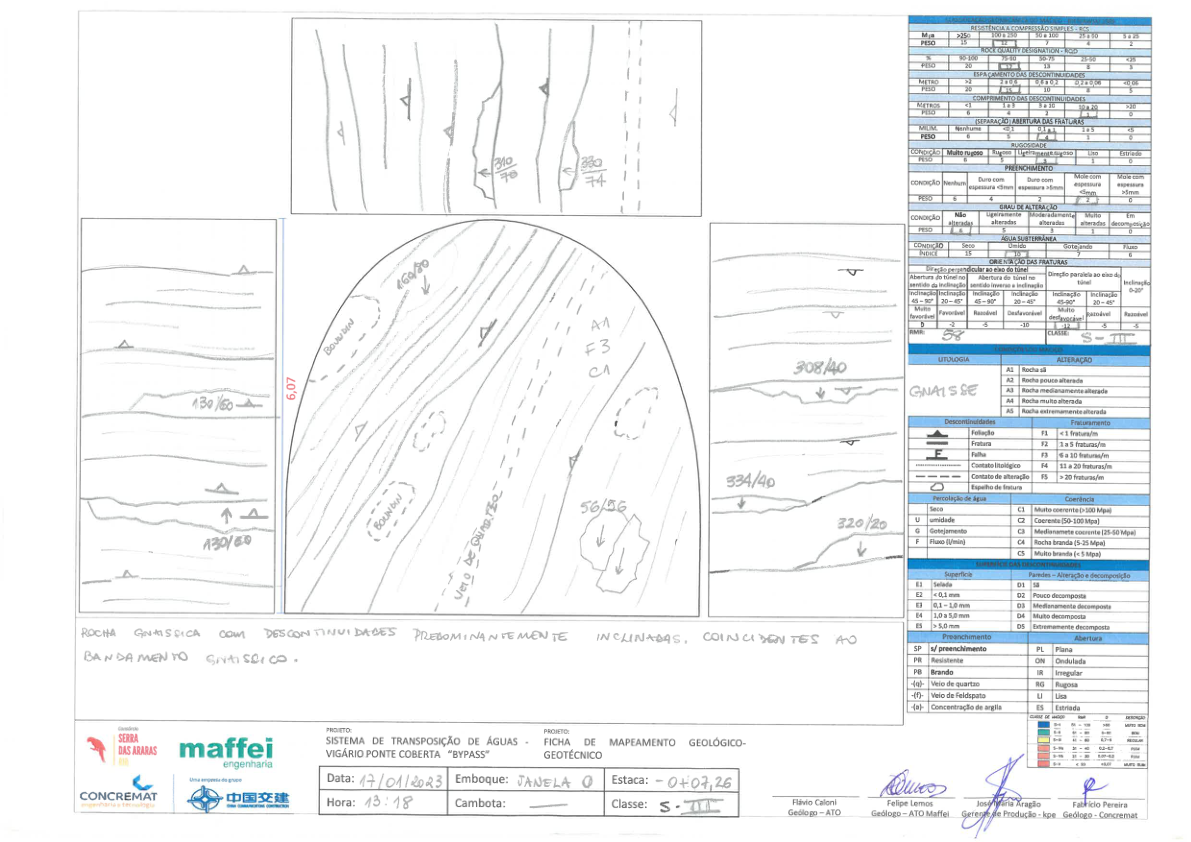 310
70
330
74
160/80
BOUNDIN
A1
F3
C1
130/60
130/60
6,07
BOUDIN
VEIO DE QUARTZO
56/56
308/40
334/40
320/20
RESISTÊNCIA A COMPRESSÃO SIMPLES - RCS
Mpa >250 100 a 250 50 a 100 25 a 50 5 a 25
PESO 15 12 7 4 2
ROCK QUALITY DESIGNATION - RQD
% 90-100 75-90 50-75 25-50 <25
PESO 20 17 13 8 3
ESPAÇAMENTO DAS DESCONTINUIDADES
METRO >2 2 a 0,6 0,6 a 0,2 0,2 a 0,06 <0,06
PESO 20 15 10 8 5
COMPRIMENTO DAS DESCONTINUIDADES
METROS <1 1 a 3 3 a 10 10 a 20 >20
PESO 6 4 2 1 0
(SEPARAÇÃO) ABERTURA DAS FRATURAS
MILIM. Nenhuma <0,1 0,1 a 1 1 a 5 <5
PESO 6 5 4 1 0
RUGOSIDADE
CONDIÇÃO Muito rugoso Rugoso Ligeiramente rugoso Liso Estriado
PESO 6 5 3 1 0
PREENCHIMENTO
CONDIÇÃO Nenhum Duro com espessura <5mm Duro com espessura >5mm Mole com espessura <5mm Mole com espessura >5mm
PESO 6 4 2 2 0
GRAU DE ALTERAÇÃO
CONDIÇÃO Não alteradas Ligeiramente alteradas Moderadamente alteradas Muito alteradas Em decomposição
PESO 6 5 3 1 0
ÁGUA SUBTERRÂNEA
CONDIÇÃO Seco Úmido Gotejando Fluxo
ÍNDICE 15 10 7 6
ORIENTAÇÃO DAS FRATURAS
Direção perpendicular ao eixo do túnel Direção paralela ao eixo do túnel Inclinação 0-20°
Abertura do túnel no sentido da inclinação Abertura do túnel no sentido inverso a inclinação
Inclinação 45 – 90° Inclinação 20 – 45° Inclinação 45 – 90° Inclinação 20 – 45° Inclinação 45-90° Inclinação 20 – 45°
Muito favorável Favorável Razoável Desfavorável Muito desfavorável Razoável Razoável
0 -2 -5 -10 -12 -5 -5
RMR: 58 CLASSE: S - III
LITOLOGIA ALTERAÇÃO
GNAISSE
A1 Rocha sã
A2 Rocha pouco alterada
A3 Rocha medianamente alterada
A4 Rocha muito alterada
A5 Rocha extremamente alterada
Descontinuidades Fraturamento
Foliação F1 < 1 fratura/m
Fratura F2 1 a 5 fraturas/m
F Falha F3 6 a 10 fraturas/m
Contato litológico F4 11 a 20 fraturas/m
Contato de alteração F5 > 20 fraturas/m
Espelho de fratura
Percolação de água Coerência
Seco C1 Muito coerente (>100 Mpa)
U umidade C2 Coerente (50-100 Mpa)
G Gotejamento C3 Medianamete coerente (25-50 Mpa)
F Fluxo (l/min) C4 Rocha branda (5-25 Mpa)
C5 Muito branda (< 5 Mpa)
SUPERFÍCIE DAS DESCONTINUIDADES
Superfície Paredes – Alteração e decomposição
E1 Selada D1 Sã
E2 < 0,1 mm D2 Pouco decomposta
E3 0,1 – 1,0 mm D3 Medianamente decomposta
E4 1,0 a 5,0 mm D4 Muito decomposta
E5 > 5,0 mm D5 Extremamente decomposta
Preenchimento Abertura
SP s/ preenchimento PL Plana
PR Resistente ON Ondulada
PB Brando IR Irregular
-(q)- Veio de quartzo RG Rugosa
-(f)- Veio de Feldspato LI Lisa
-(a)- Concentração de argila ES Estriada
ROCHA GNAISSICA COM DESCONTINUIDADES PREDOMINANTEMENTE INCLINADAS, COINCIDENTES AO
BANDAMENTO GNAISSICO.
SERRA
DAS ARARAS
maffei
engenharia
CONCREMAT
engenharia e tecnologia
Uma empresa do grupo
中国交建
CHINA COMMUNICATIONS CONSTRUCTION
PROJETO:
SISTEMA DE TRANSPOSIÇÃO DE ÁGUAS -
VIGÁRIO PONTE COBERTA "BYPASS"
PROJETO:
FICHA DE MAPEAMENTO GEOLÓGICO-
GEOTÉCNICO
Data: 17/01/2023 Emboque: JANELA 0 Estaca: - 0+07,26
Hora: 13:18 Cambota: — Classe: S - III
Flávio Caloni
Geólogo – ATO
Felipe Lemos
Geólogo – ATO Maffei
José Maria Aragão
Gerente de Produção - kpe
Fabrício Pereira
Geólogo - Concremat